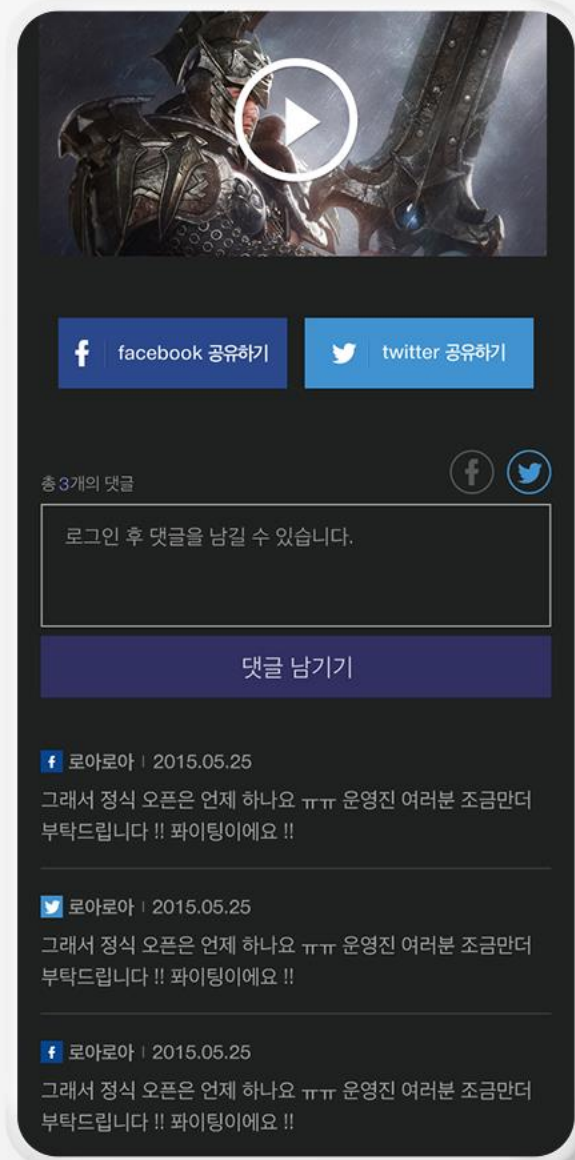 facebook 공유하기
twitter 공유하기
총 3개의 댓글
로그인 후 댓글을 남길 수 있습니다.
댓글 남기기
로아로아 | 2015.05.25
그래서 정식 오픈은 언제 하나요 ㅠㅠ 운영진 여러분 조금만더
부탁드립니다 !! 퐈이팅이에요 !!
로아로아 | 2015.05.25
그래서 정식 오픈은 언제 하나요 ㅠㅠ 운영진 여러분 조금만더
부탁드립니다 !! 퐈이팅이에요 !!
로아로아 | 2015.05.25
그래서 정식 오픈은 언제 하나요 ㅠㅠ 운영진 여러분 조금만더
부탁드립니다 !! 퐈이팅이에요 !!